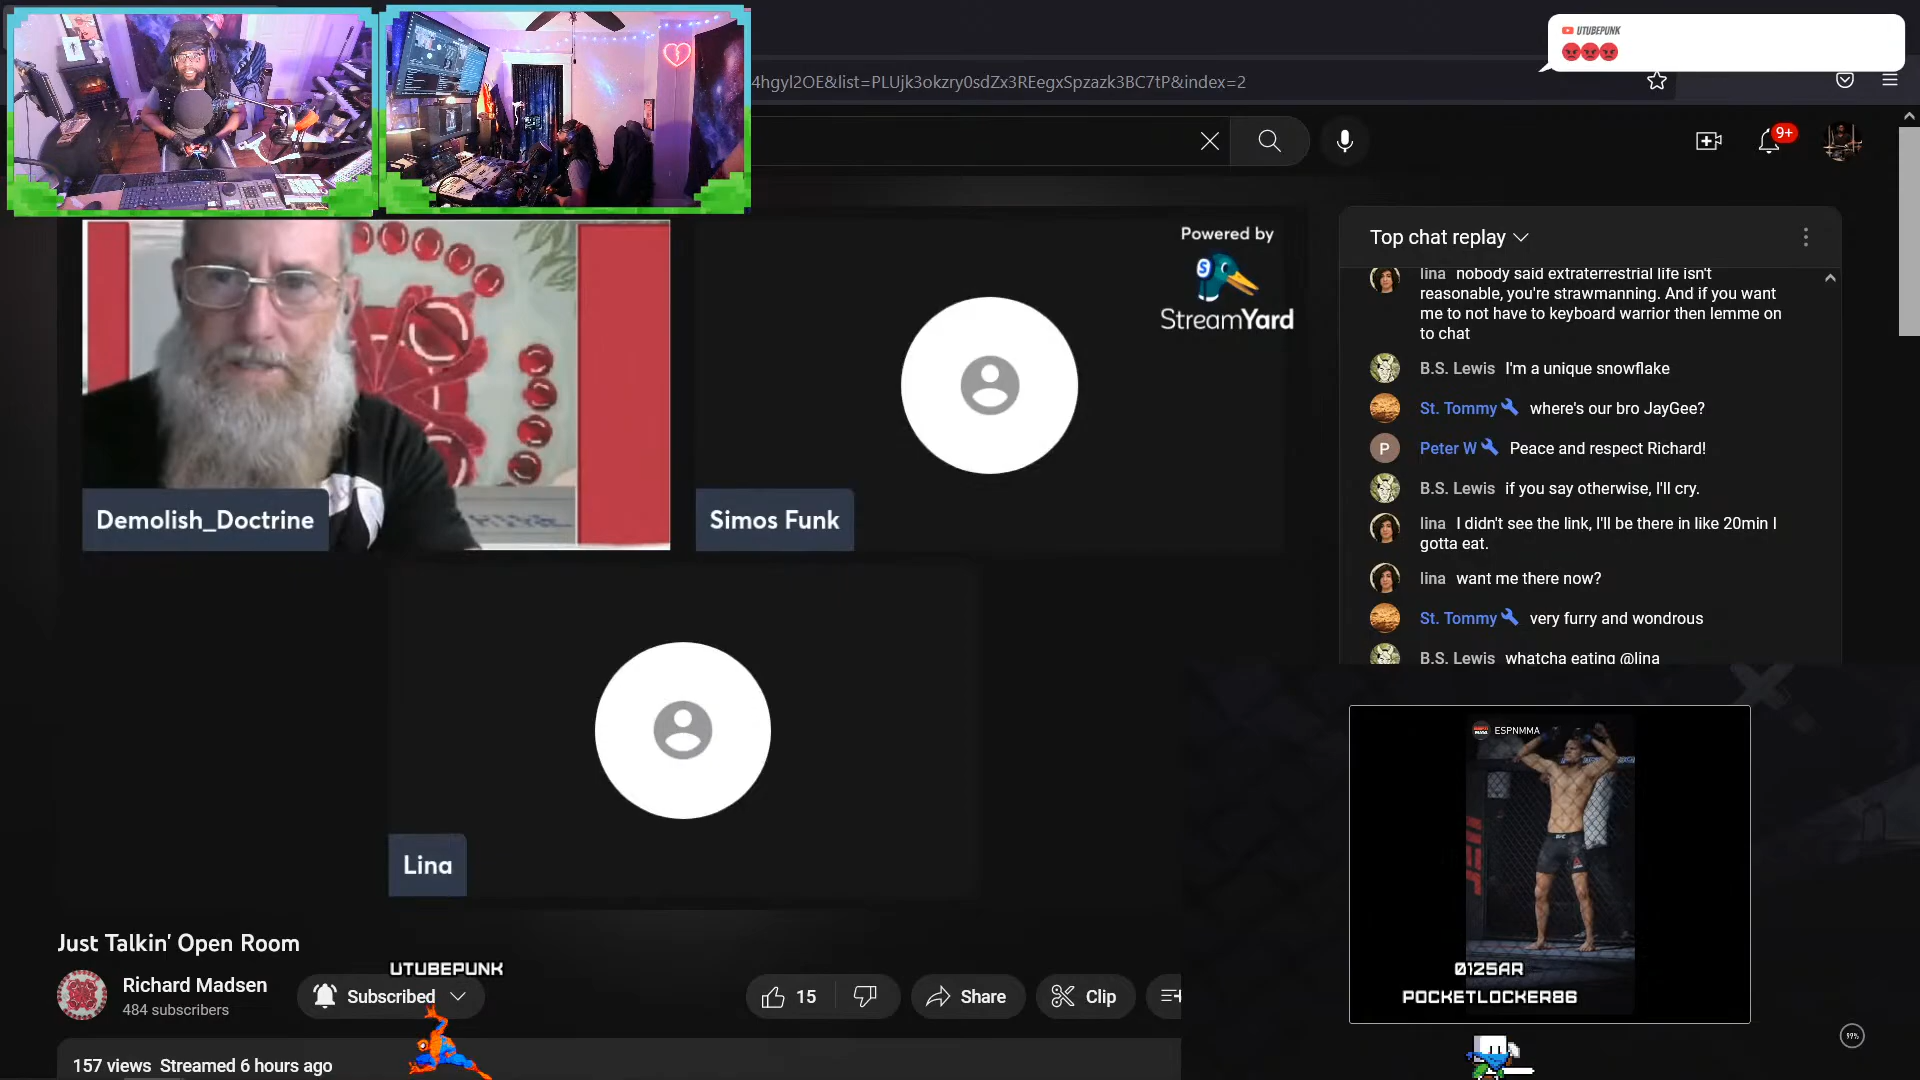 UTUBEPUNK
4hgyl2OE&list=PLUjk3okzry0sdZx3REegxSpzazk3BC7tP&index=2
9+
Powered by
S
StreamYard
Demolish_Doctrine
Simos Funk
Lina
Top chat replay
lina nobody said extraterrestrial life isn't
reasonable, you're strawmanning. And if you want
me to not have to keyboard warrior then lemme on
to chat
B.S. Lewis I'm a unique snowflake
St. Tommy where's our bro JayGee?
P Peter W Peace and respect Richard!
B.S. Lewis if you say otherwise, I'll cry.
lina I didn't see the link, I'll be there in like 20min I
gotta eat.
lina want me there now?
St. Tommy very furry and wondrous
B.S. Lewis whatcha eating @lina
ESPNMMA
0125AR
POCKETLOCKER86
Just Talkin' Open Room
UTUBEPUNK
Richard Madsen
484 subscribers
Subscribed
15
Share
Clip
157 views Streamed 6 hours ago